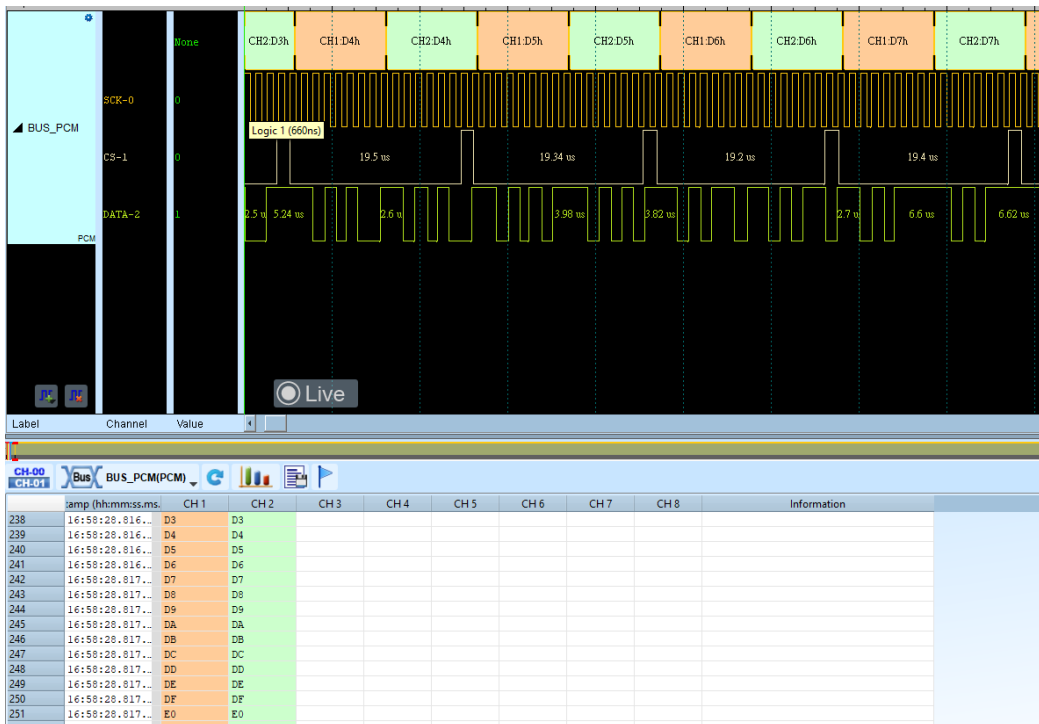 None
CH2:D3h CH1:D4h CH2:D4h CH1:D5h CH2:D5h CH1:D6h CH2:D6h CH1:D7h CH2:D7h
SCK-0 0
BUS_PCM
Logic 1 (660ns)
CS-1 0 19.5 us 19.34 us 19.2 us 19.4 us
DATA-2 1 2.5 u 5.24 us 2.6 u 3.98 us 3.82 us 2.7 u 6.6 us 6.62 us
PCM
Live
Label Channel Value
CH-00
CH-01
Bus BUS_PCM(PCM)
:amp (hh:mm:ss.ms. CH 1 CH 2 CH 3 CH 4 CH 5 CH 6 CH 7 CH 8 Information
238 16:58:28.816... D3 D3
239 16:58:28.816... D4 D4
240 16:58:28.816... D5 D5
241 16:58:28.816... D6 D6
242 16:58:28.817... D7 D7
243 16:58:28.817... D8 D8
244 16:58:28.817... D9 D9
245 16:58:28.817... DA DA
246 16:58:28.817... DB DB
247 16:58:28.817... DC DC
248 16:58:28.817... DD DD
249 16:58:28.817... DE DE
250 16:58:28.817... DF DF
251 16:58:28.817... E0 E0